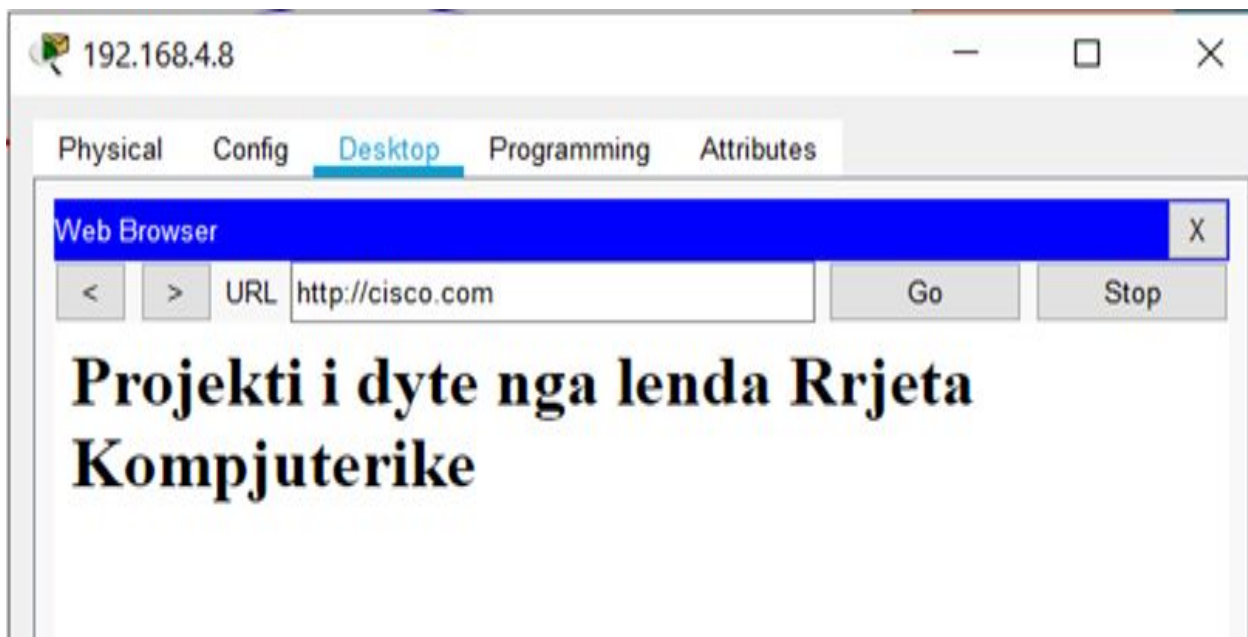 192.168.4.8
Physical Config Desktop Programming Attributes
Web Browser X
< > URL http://cisco.com Go Stop
Projekti i dyte nga lenda Rrjeta
Kompjuterike